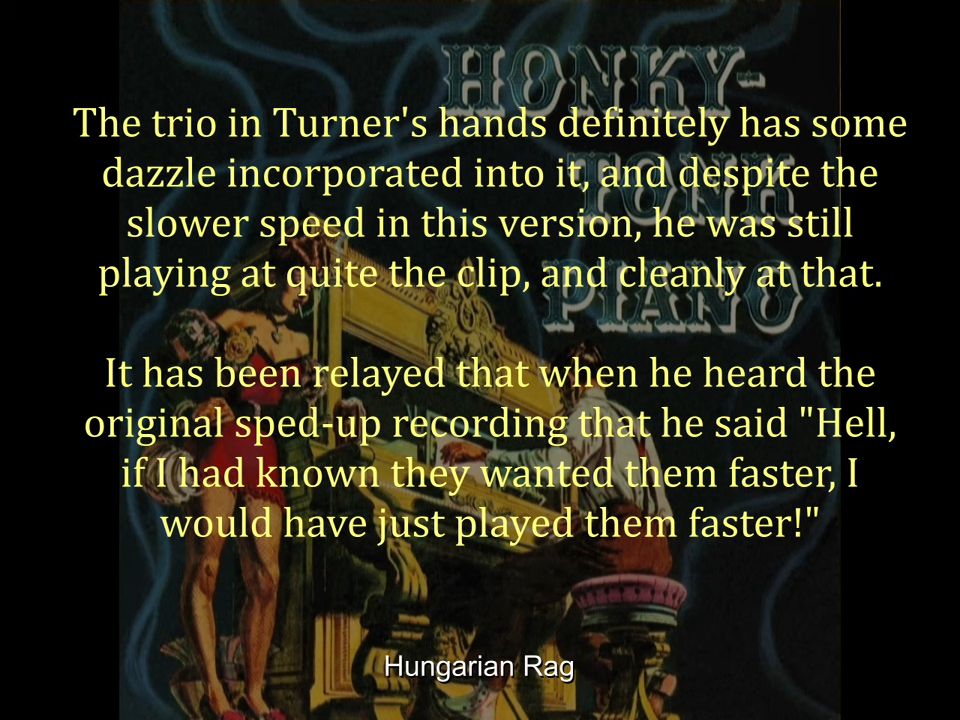 HONKY-
TONK
PIANO
The trio in Turner's hands definitely has some
dazzle incorporated into it, and despite the
slower speed in this version, he was still
playing at quite the clip, and cleanly at that.
It has been relayed that when he heard the
original sped-up recording that he said "Hell,
if I had known they wanted them faster, I
would have just played them faster!"
Hungarian Rag